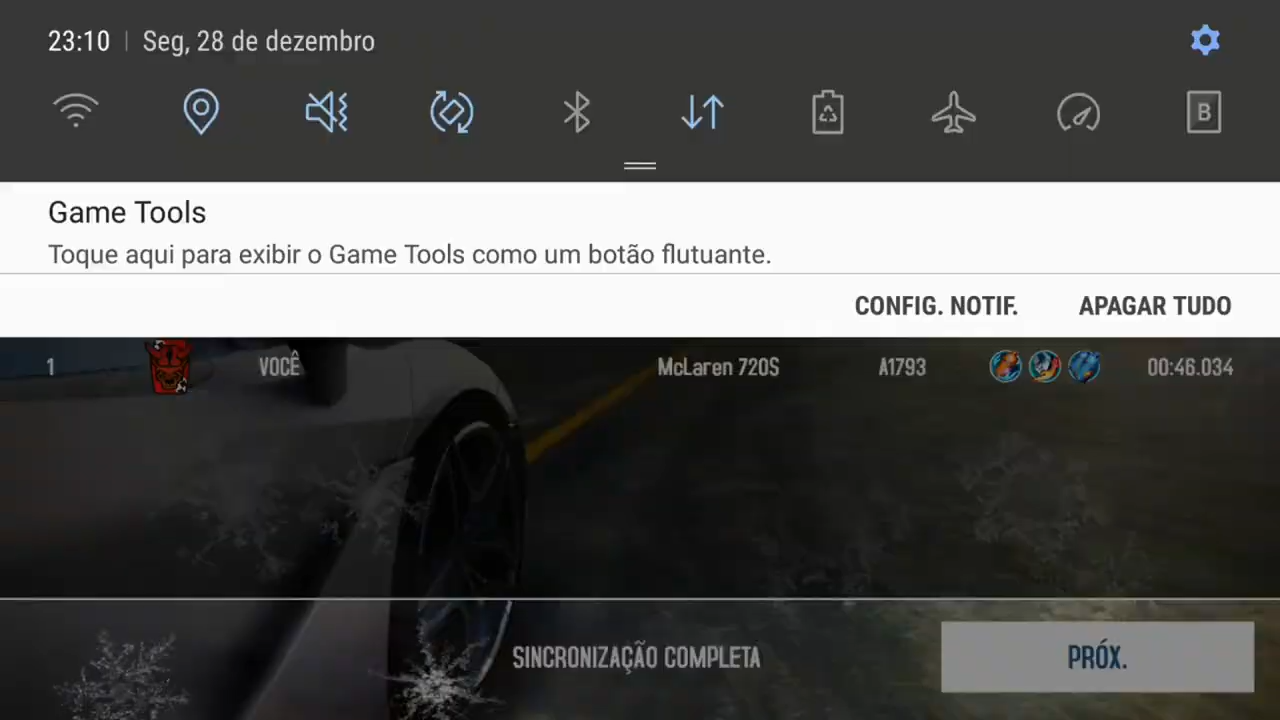 23:10 | Seg, 28 de dezembro
B
Game Tools
Toque aqui para exibir o Game Tools como um botão flutuante.
CONFIG. NOTIF. APAGAR TUDO
1 VOCÊ McLaren 720S A1793 00:46.034
SINCRONIZAÇÃO COMPLETA PRÓX.